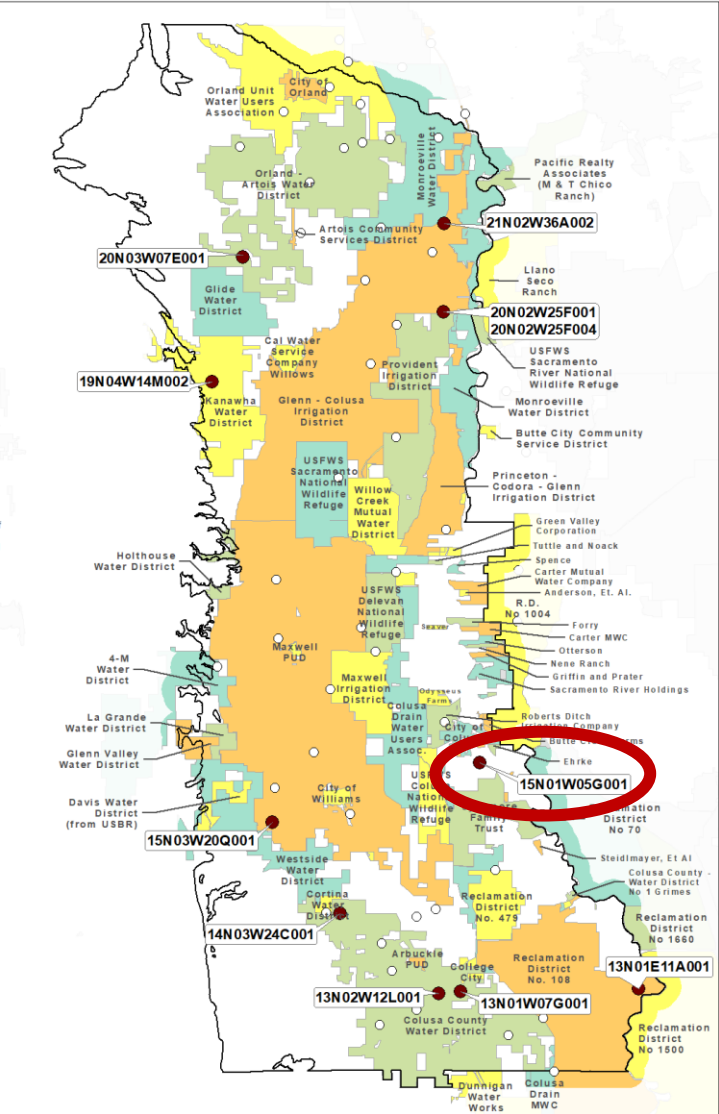 City of
Orland
Orland Unit
Water Users
Association
Monroeville
Water District
Pacific Realty
Associates
(M & T Chico
Ranch)
Orland -
Artois Water
District
21N02W36A002
Artois Community
Services District
20N03W07E001
Llano
Seco
Ranch
Glide
Water
District
20N02W25F001
20N02W25F004
Cal Water
Service
Company
Willows
USFWS
Sacramento
River National
Wildlife Refuge
Provident
Irrigation
District
19N04W14M002
Kanawha
Water
District
Glenn - Colusa
Irrigation
District
Monroeville
Water District
Butte City Community
Service District
USFWS
Sacramento
National
Wildlife
Refuge
Princeton -
Codora - Glenn
Irrigation District
Willow
Creek
Mutual
Water
District
Green Valley
Corporation
Tuttle and Noack
Holthouse
Water District
Spence
Carter Mutual
Water Company
Anderson, Et. Al.
USFWS
Delevan
National
Wildlife
Refuge
R.D.
No 1004
Seaver
Forry
Carter MWC
Maxwell
PUD
Otterson
Nene Ranch
Griffin and Prater
Sacramento River Holdings
4-M
Water
District
Maxwell
Irrigation
District
Odysseus
Farms
Colusa
Drain
Water
Users
Assoc.
La Grande
Water District
Roberts Ditch
Irrigation Company
City of
Butte
Glenn Valley
Water District
Ehrke
USFWS
National
Wildlife
Refuge
15N01W05G001
City of
Williams
Davis Water
District
(from USBR)
Family
Trust
Reclamation
District
No 70
15N03W20Q001
Steidlmayer, Et Al
Westside
Water
District
Colusa County -
Water District
No 1 Grimes
Cortina
Water
District
Reclamation
District
No. 479
14N03W24C001
Reclamation
District
No 1660
Arbuckle
PUD
College
City
Reclamation
District
No. 108
13N01E11A001
13N02W12L001
13N01W07G001
Colusa County
Water District
Reclamation
District
No 1500
Dunnigan
Water
Works
Colusa
Drain
MWC